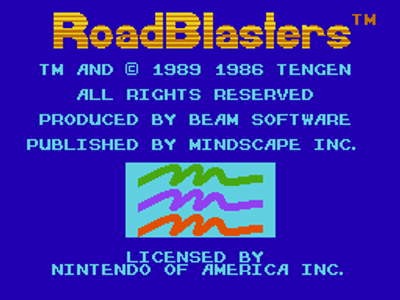 RoadBlasters™
TM AND © 1989 1986 TENGEN
ALL RIGHTS RESERVED
PRODUCED BY BEAM SOFTWARE
PUBLISHED BY MINDSCAPE INC.
LICENSED BY
NINTENDO OF AMERICA INC.